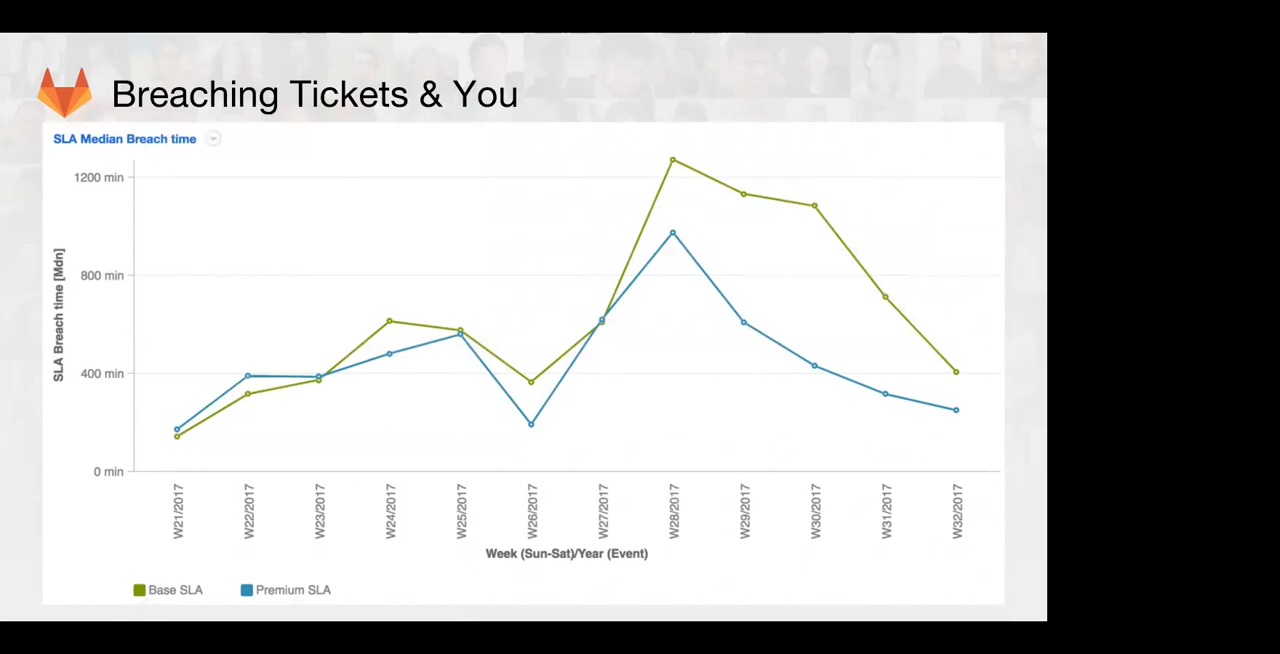 Breaching Tickets & You
SLA Median Breach time
1200 min
800 min
400 min
0 min
SLA Breach time [Mdn]
W21/2017
W22/2017
W23/2017
W24/2017
W25/2017
W26/2017
W27/2017
W28/2017
W29/2017
W30/2017
W31/2017
W32/2017
Week (Sun-Sat)/Year (Event)
Base SLA
Premium SLA